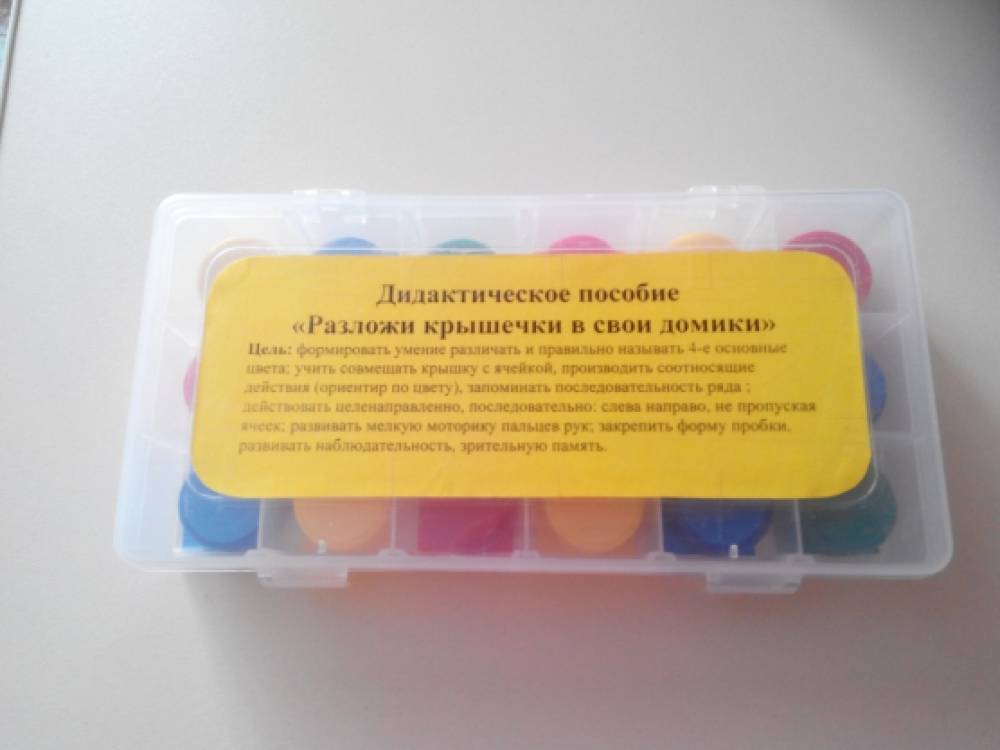 Дидактическое пособие
«Разложи крышечки в свои домики»
Цель: формировать умение различать и правильно называть 4-е основные
цвета; учить совмещать крышку с ячейкой, производить соотносящие
действия (ориентир по цвету), запоминать последовательность ряда ;
действовать целенаправленно, последовательно: слева направо, не пропуская
ячеек; развивать мелкую моторику пальцев рук; закрепить форму пробки,
развивать наблюдательность, зрительную память.